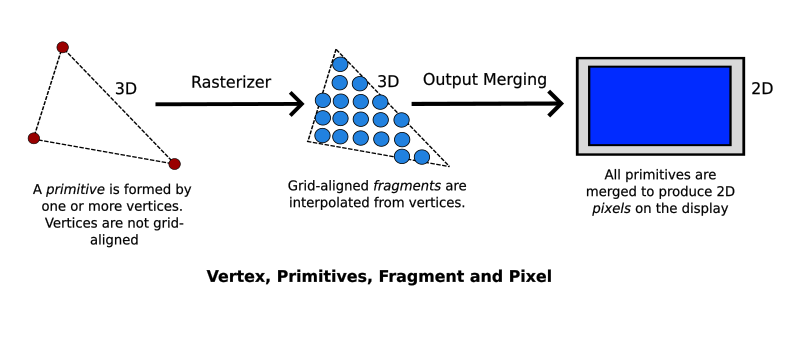 3D
Rasterizer
3D
Output Merging
2D
A primitive is formed by
one or more vertices.
Vertices are not grid-
aligned
Grid-aligned fragments are
interpolated from vertices.
All primitives are
merged to produce 2D
pixels on the display
Vertex, Primitives, Fragment and Pixel